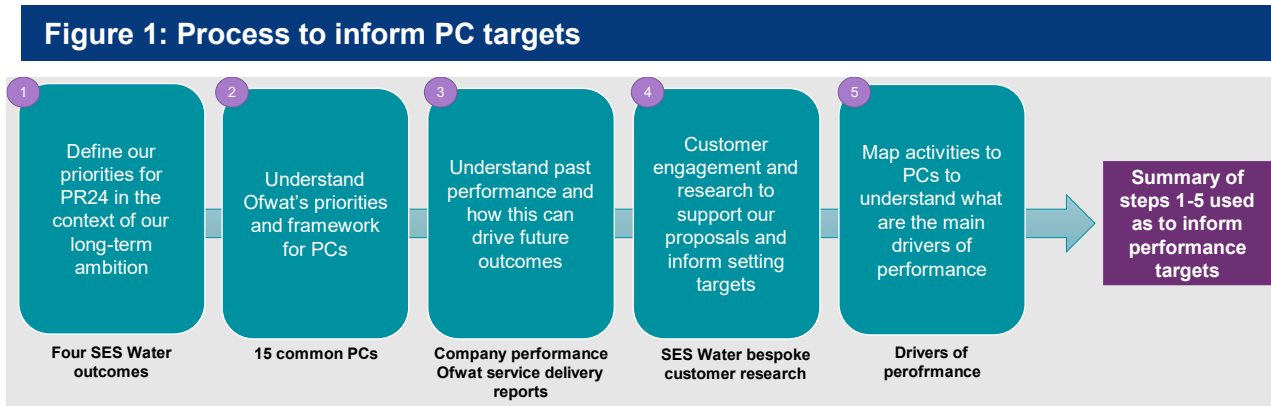 Figure 1: Process to inform PC targets
1
Define our
priorities for
PR24 in the
context of our
long-term
ambition
Four SES Water
outcomes
2
Understand
Ofwat's priorities
and framework
for PCs
15 common PCs
3
Understand past
performance and
how this can
drive future
outcomes
Company performance
Ofwat service delivery
reports
4
Customer
engagement and
research to
support our
proposals and
inform setting
targets
SES Water bespoke
customer research
5
Map activities to
PCs to
understand what
are the main
drivers of
performance
Drivers of
perofrmance
Summary of
steps 1-5 used
as to inform
performance
targets